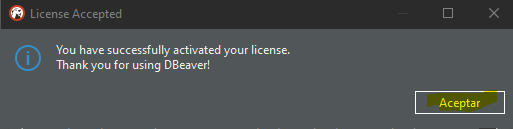 License Accepted
You have successfully activated your license.
Thank you for using DBeaver!
Aceptar